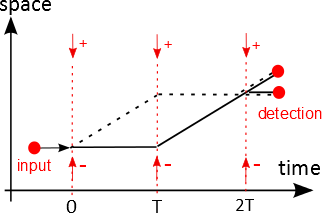 space
+
+
+
detection
input
-
-
-
time
0
T
2T